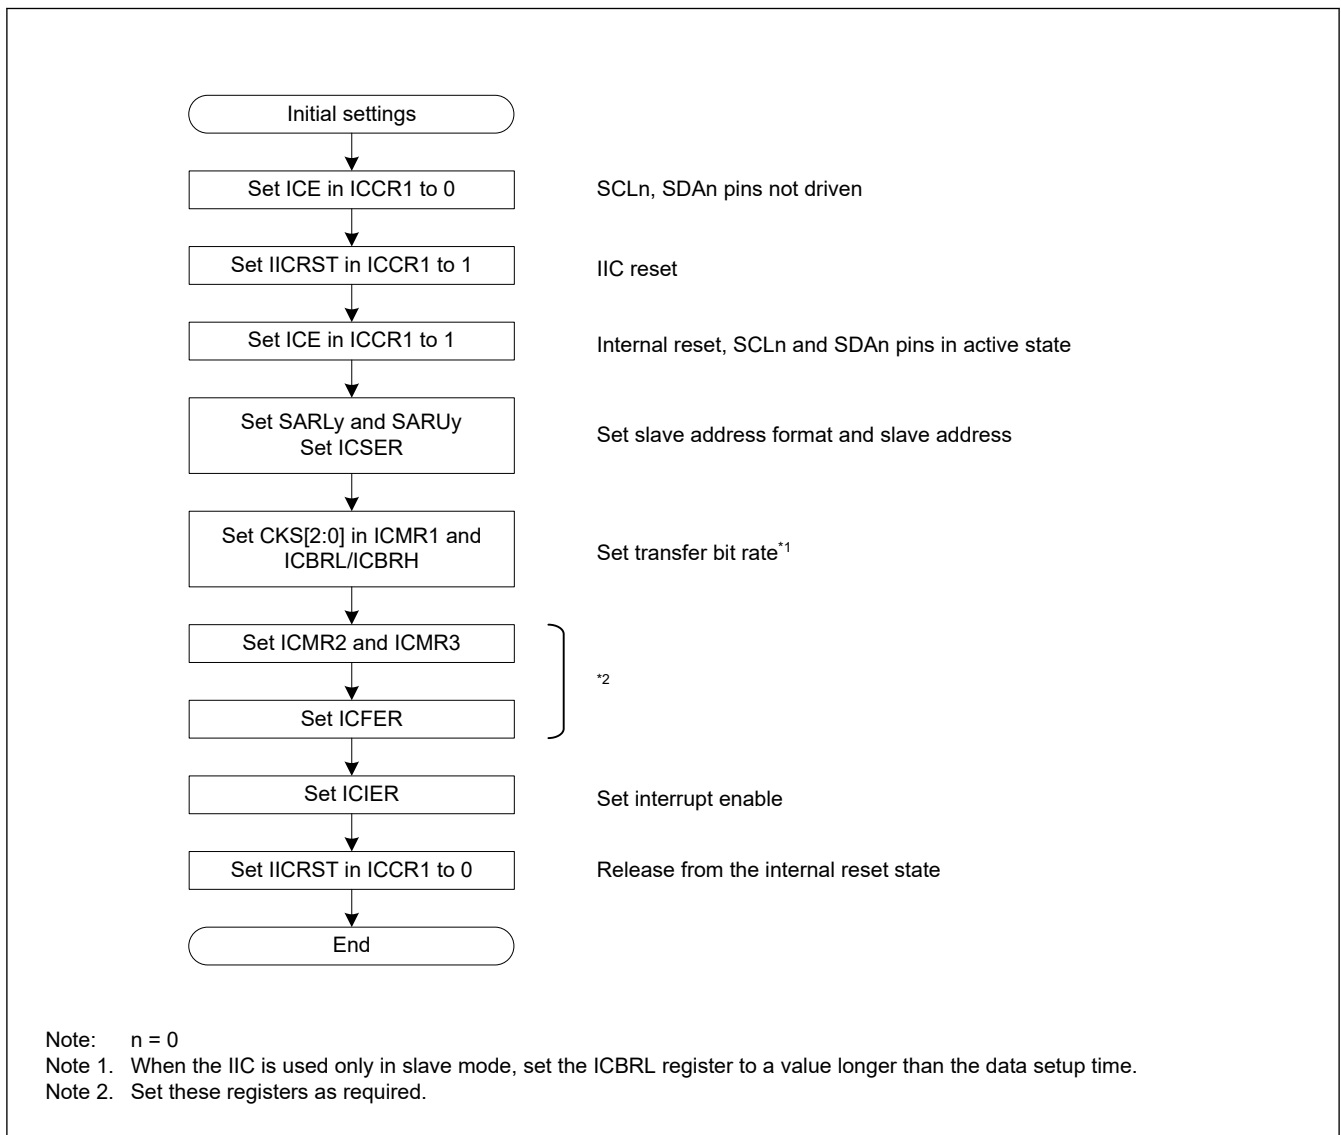 Initial settings
Set ICE in ICCR1 to 0
SCLn, SDAn pins not driven
Set IICRST in ICCR1 to 1
IIC reset
Set ICE in ICCR1 to 1
Internal reset, SCLn and SDAn pins in active state
Set SARLy and SARUy
Set ICSER
Set slave address format and slave address
Set CKS[2:0] in ICMR1 and
ICBRL/ICBRH
Set transfer bit rate*1
Set ICMR2 and ICMR3
*2
Set ICFER
Set ICIER
Set interrupt enable
Set IICRST in ICCR1 to 0
Release from the internal reset state
End
Note: n = 0
Note 1. When the IIC is used only in slave mode, set the ICBRL register to a value longer than the data setup time.
Note 2. Set these registers as required.